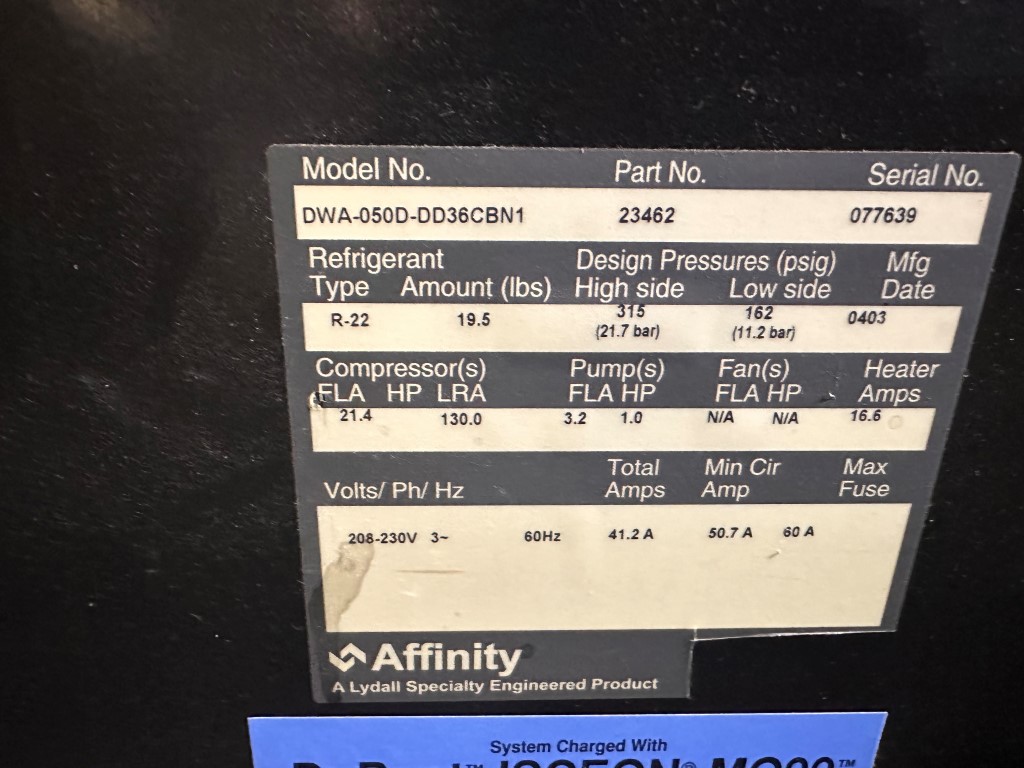 Model No. Part No. Serial No.
DWA-050D-DD36CBN1 23462 077639
Refrigerant Design Pressures (psig) Mfg
Type Amount (lbs) High side Low side Date
R-22 19.5 315 162 0403
(21.7 bar) (11.2 bar)
Compressor(s) Pump(s) Fan(s) Heater
FLA HP LRA FLA HP FLA HP Amps
21.4 130.0 3.2 1.0 N/A N/A 16.6
Total Min Cir Max
Volts/ Ph/ Hz Amps Amp Fuse
208-230V 3~ 60Hz 41.2 A 50.7 A 60 A
Affinity
A Lydall Specialty Engineered Product
System Charged With